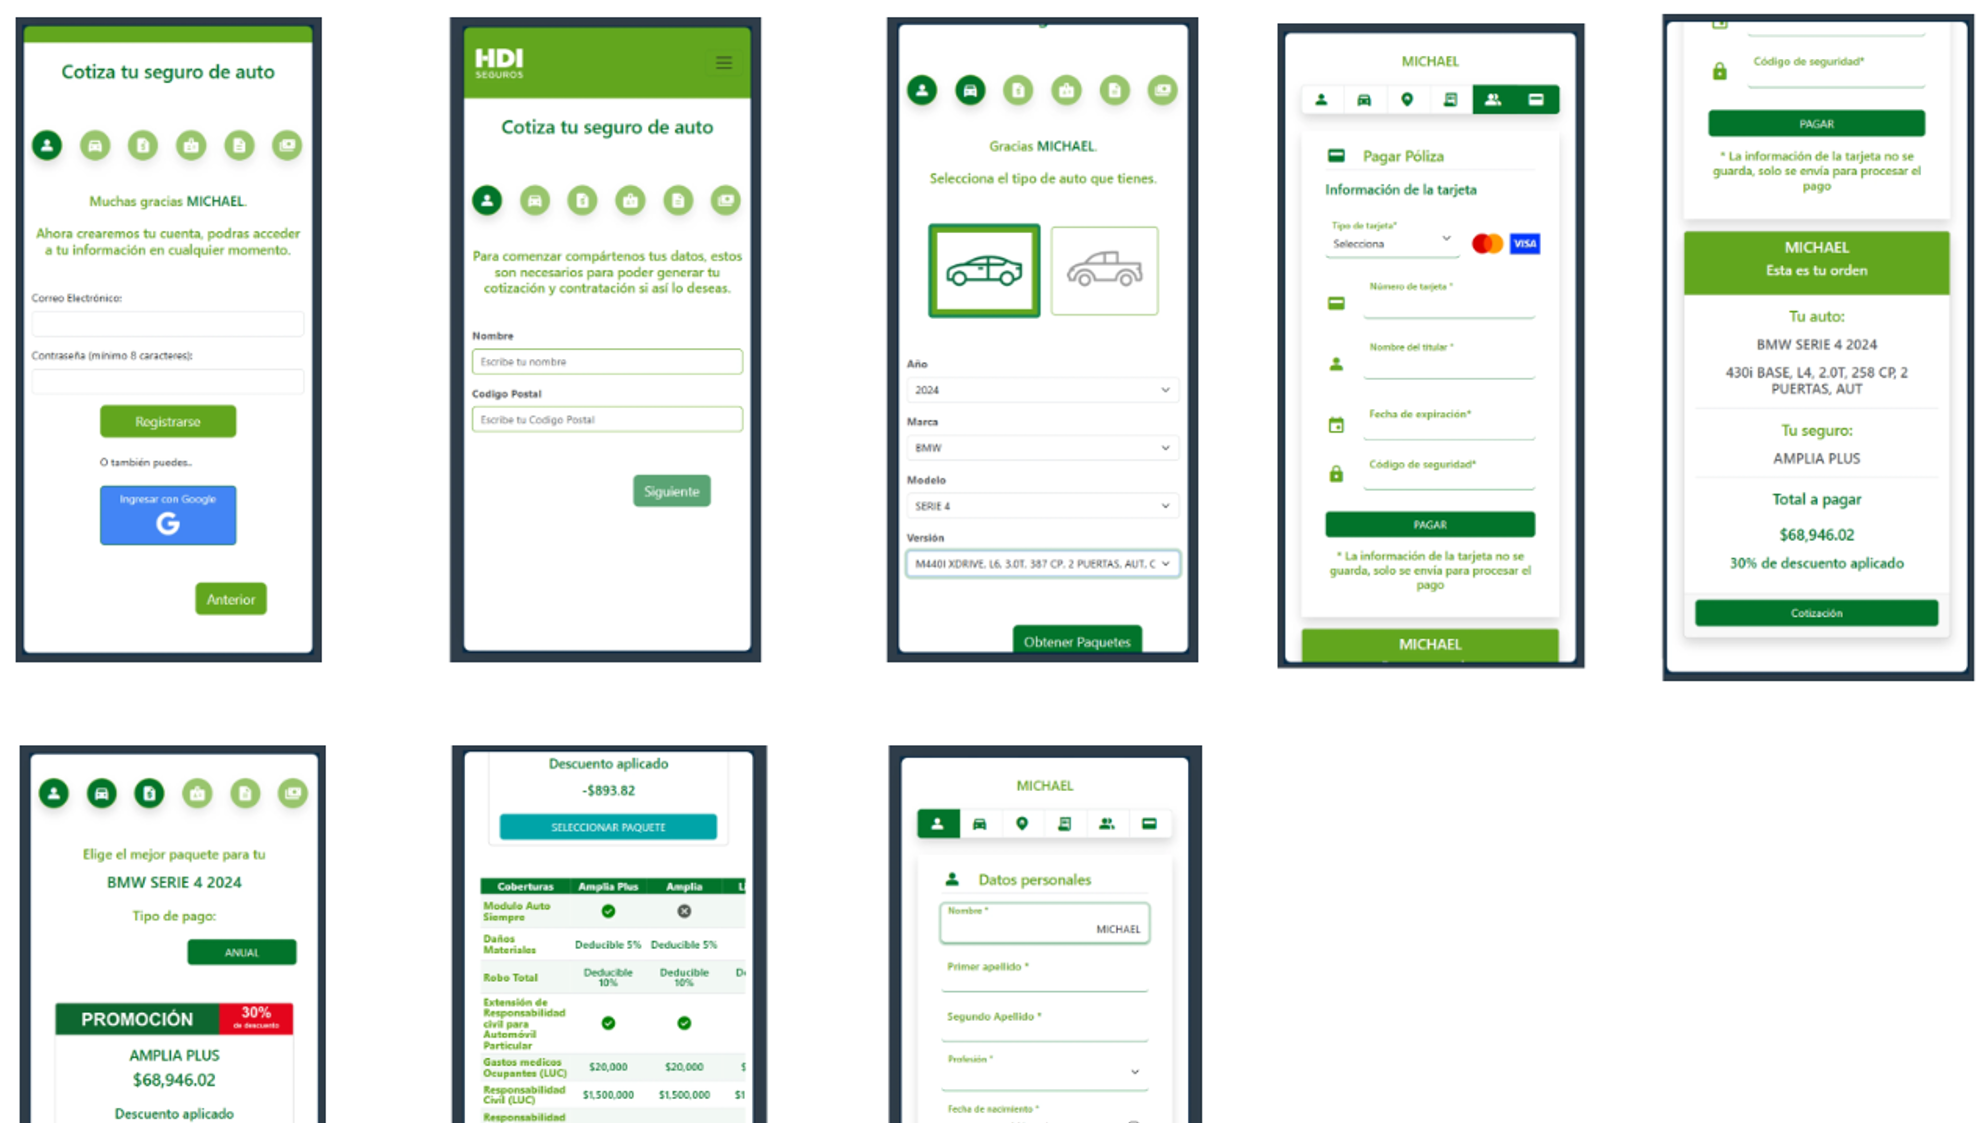 Cotiza tu seguro de auto
Muchas gracias MICHAEL.
Ahora crearemos tu cuenta, podras acceder
a tu información en cualquier momento.
Correo Electrónico:
Contraseña (mínimo 8 caracteres):
Registrarse
O también puedes..
Ingresar con Google
G
Anterior
HDI
SEGUROS
Cotiza tu seguro de auto
Para comenzar compártenos tus datos, estos
son necesarios para poder generar tu
cotización y contratación si así lo deseas.
Nombre
Escribe tu nombre
Codigo Postal
Escribe tu Codigo Postal
Siguiente
Gracias MICHAEL.
Selecciona el tipo de auto que tienes.
Año
2024
Marca
BMW
Modelo
SERIE 4
Versión
M440I XDRIVE, L6, 3.0T, 387 CP, 2 PUERTAS, AUT, C
Obtener Paquetes
MICHAEL
Pagar Póliza
Información de la tarjeta
Tipo de tarjeta*
Selecciona
VISA
Número de tarjeta *
Nombre del titular *
Fecha de expiración*
Código de seguridad*
PAGAR
* La información de la tarjeta no se
guarda, solo se envía para procesar el
pago
MICHAEL
Código de seguridad*
PAGAR
* La información de la tarjeta no se
guarda, solo se envía para procesar el
pago
MICHAEL
Esta es tu orden
Tu auto:
BMW SERIE 4 2024
430i BASE, L4, 2.0T, 258 CP, 2
PUERTAS, AUT
Tu seguro:
AMPLIA PLUS
Total a pagar
$68,946.02
30% de descuento aplicado
Cotización
Elige el mejor paquete para tu
BMW SERIE 4 2024
Tipo de pago:
ANUAL
PROMOCIÓN 30%
de descuento
AMPLIA PLUS
$68,946.02
Descuento aplicado
Descuento aplicado
-$893.82
SELECCIONAR PAQUETE
Coberturas Amplia Plus Amplia
Modulo Auto
Siempre
Daños
Materiales Deducible 5% Deducible 5%
Robo Total Deducible 10% Deducible 10%
Extensión de
Responsabilidad
civil para
Automóvil
Particular
Gastos medicos
Ocupantes (LUC) $20,000 $20,000
Responsabilidad
Civil (LUC) $1,500,000 $1,500,000 $1
Responsabilidad
MICHAEL
Datos personales
Nombre *
MICHAEL
Primer apellido *
Segundo Apellido *
Profesión *
Fecha de nacimiento *